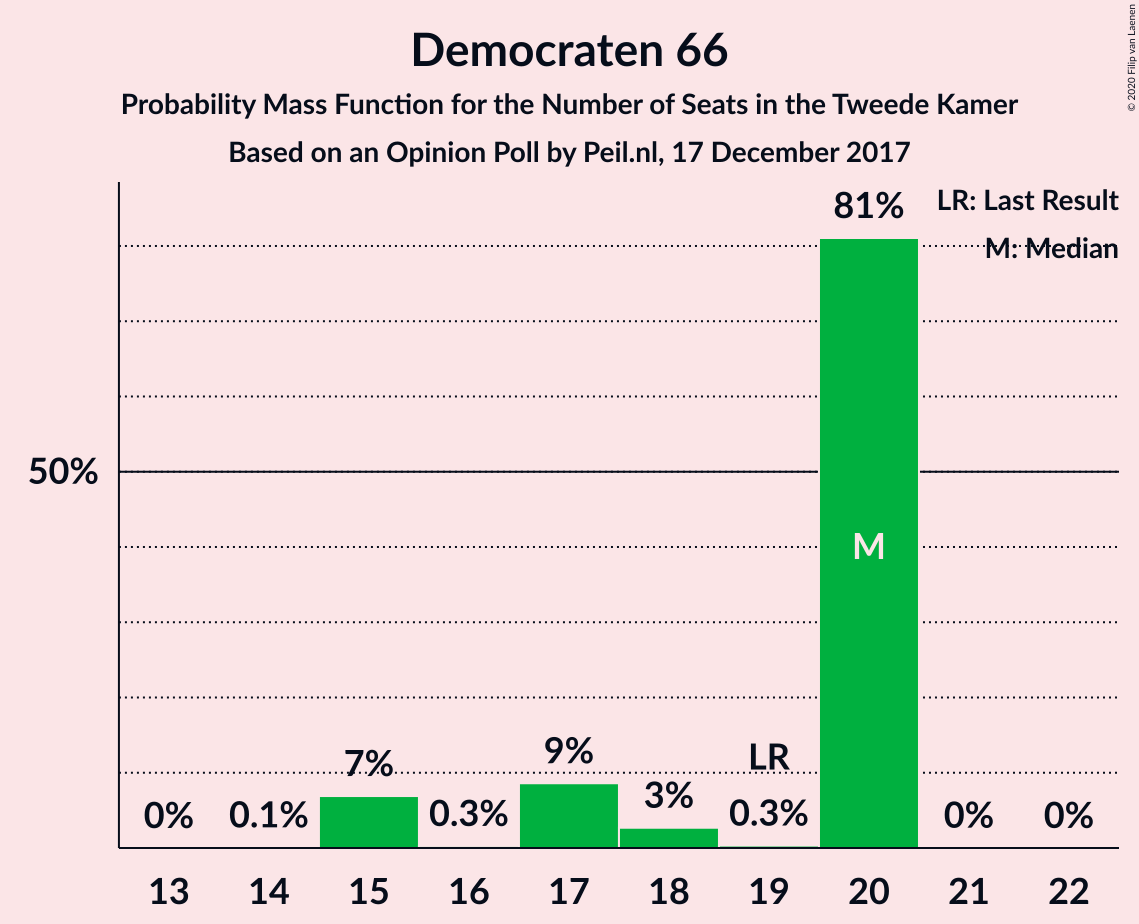 Democraten 66
Probability Mass Function for the Number of Seats in the Tweede Kamer
Based on an Opinion Poll by Peil.nl, 17 December 2017
© 2020 Filip van Laenen
LR: Last Result
M: Median
81%
50%
M
7%
9%
LR
0%
0.1%
0.3%
3%
0.3%
0%
0%
13 14 15 16 17 18 19 20 21 22